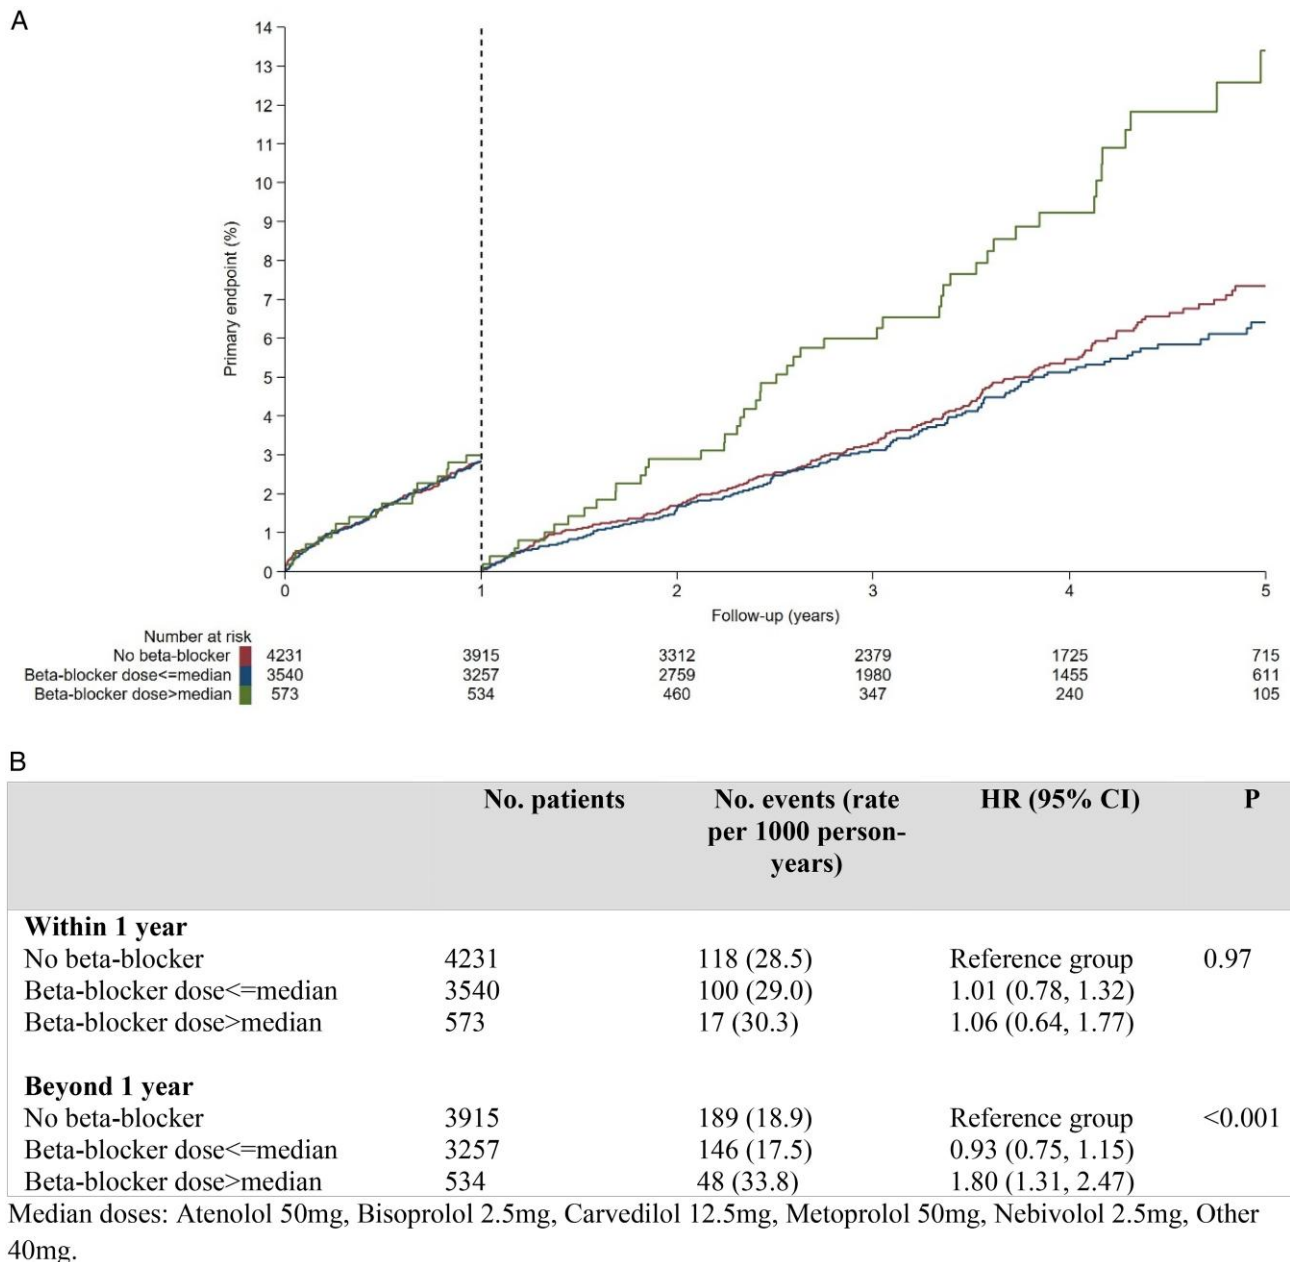 A
14
13
12
11
10
9
8
7
6
5
4
3
2
1
0
Primary endpoint (%)
0 1 2 3 4 5
Follow-up (years)
Number at risk
No beta-blocker 4231 3915 3312 2379 1725 715
Beta-blocker dose<=median 3540 3257 2759 1980 1455 611
Beta-blocker dose>median 573 534 460 347 240 105
B
No. patients No. events (rate per 1000 person-years) HR (95% CI) P
Within 1 year
No beta-blocker 4231 118 (28.5) Reference group 0.97
Beta-blocker dose<=median 3540 100 (29.0) 1.01 (0.78, 1.32)
Beta-blocker dose>median 573 17 (30.3) 1.06 (0.64, 1.77)
Beyond 1 year
No beta-blocker 3915 189 (18.9) Reference group <0.001
Beta-blocker dose<=median 3257 146 (17.5) 0.93 (0.75, 1.15)
Beta-blocker dose>median 534 48 (33.8) 1.80 (1.31, 2.47)
Median doses: Atenolol 50mg, Bisoprolol 2.5mg, Carvedilol 12.5mg, Metoprolol 50mg, Nebivolol 2.5mg, Other
40mg.